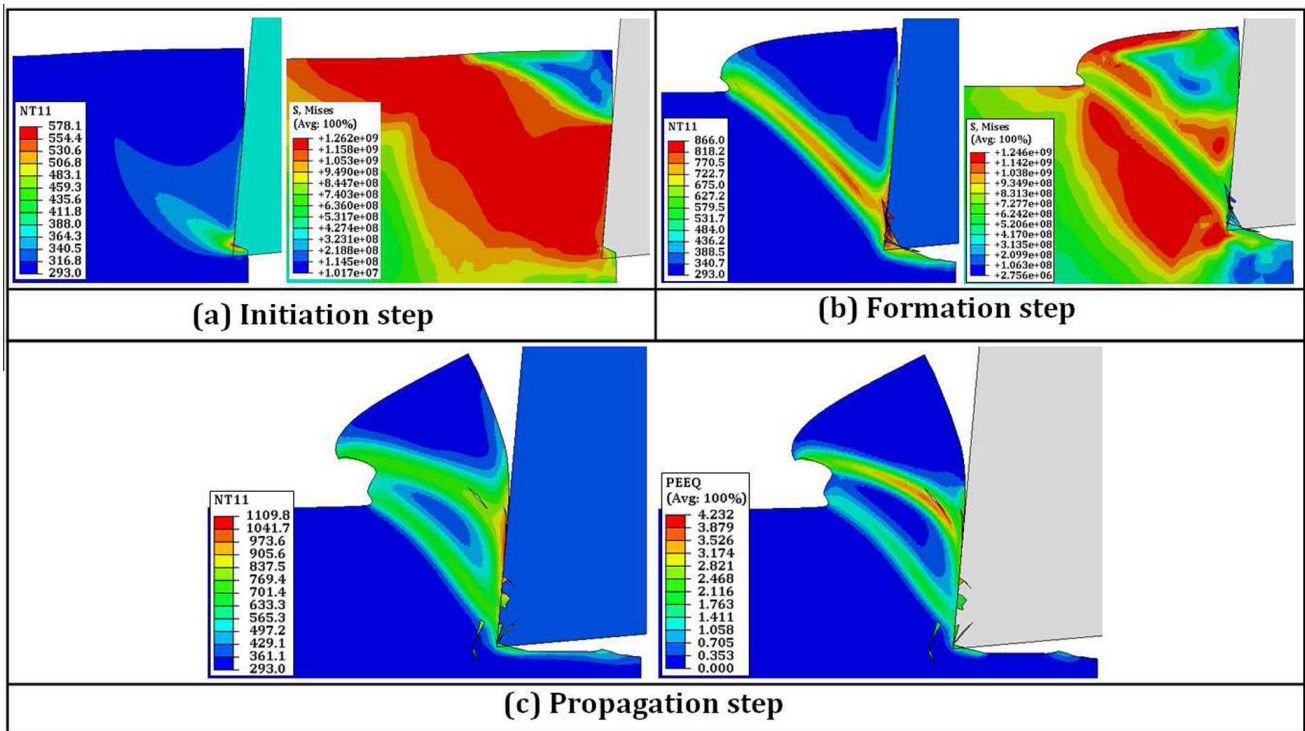 NT11
578.1
554.4
530.6
506.8
483.1
459.3
435.6
411.8
388.0
364.3
340.5
316.8
293.0
S, Mises
(Avg: 100%)
+1.262e+09
+1.158e+09
+1.053e+09
+9.490e+08
+8.447e+08
+7.403e+08
+6.360e+08
+5.317e+08
+4.274e+08
+3.231e+08
+2.188e+08
+1.145e+08
+1.017e+07
(a) Initiation step
NT11
866.0
818.2
770.5
722.7
675.0
627.2
579.5
531.7
484.0
436.2
388.5
340.7
293.0
S, Mises
(Avg: 100%)
+1.246e+09
+1.142e+09
+1.038e+09
+9.349e+08
+8.313e+08
+7.277e+08
+6.242e+08
+5.206e+08
+4.170e+08
+3.135e+08
+2.099e+08
+1.063e+08
+2.756e+06
(b) Formation step
NT11
1109.8
1041.7
973.6
905.6
837.5
769.4
701.4
633.3
565.3
497.2
429.1
361.1
293.0
PEEQ
(Avg: 100%)
4.232
3.879
3.526
3.174
2.821
2.468
2.116
1.763
1.411
1.058
0.705
0.353
0.000
(c) Propagation step